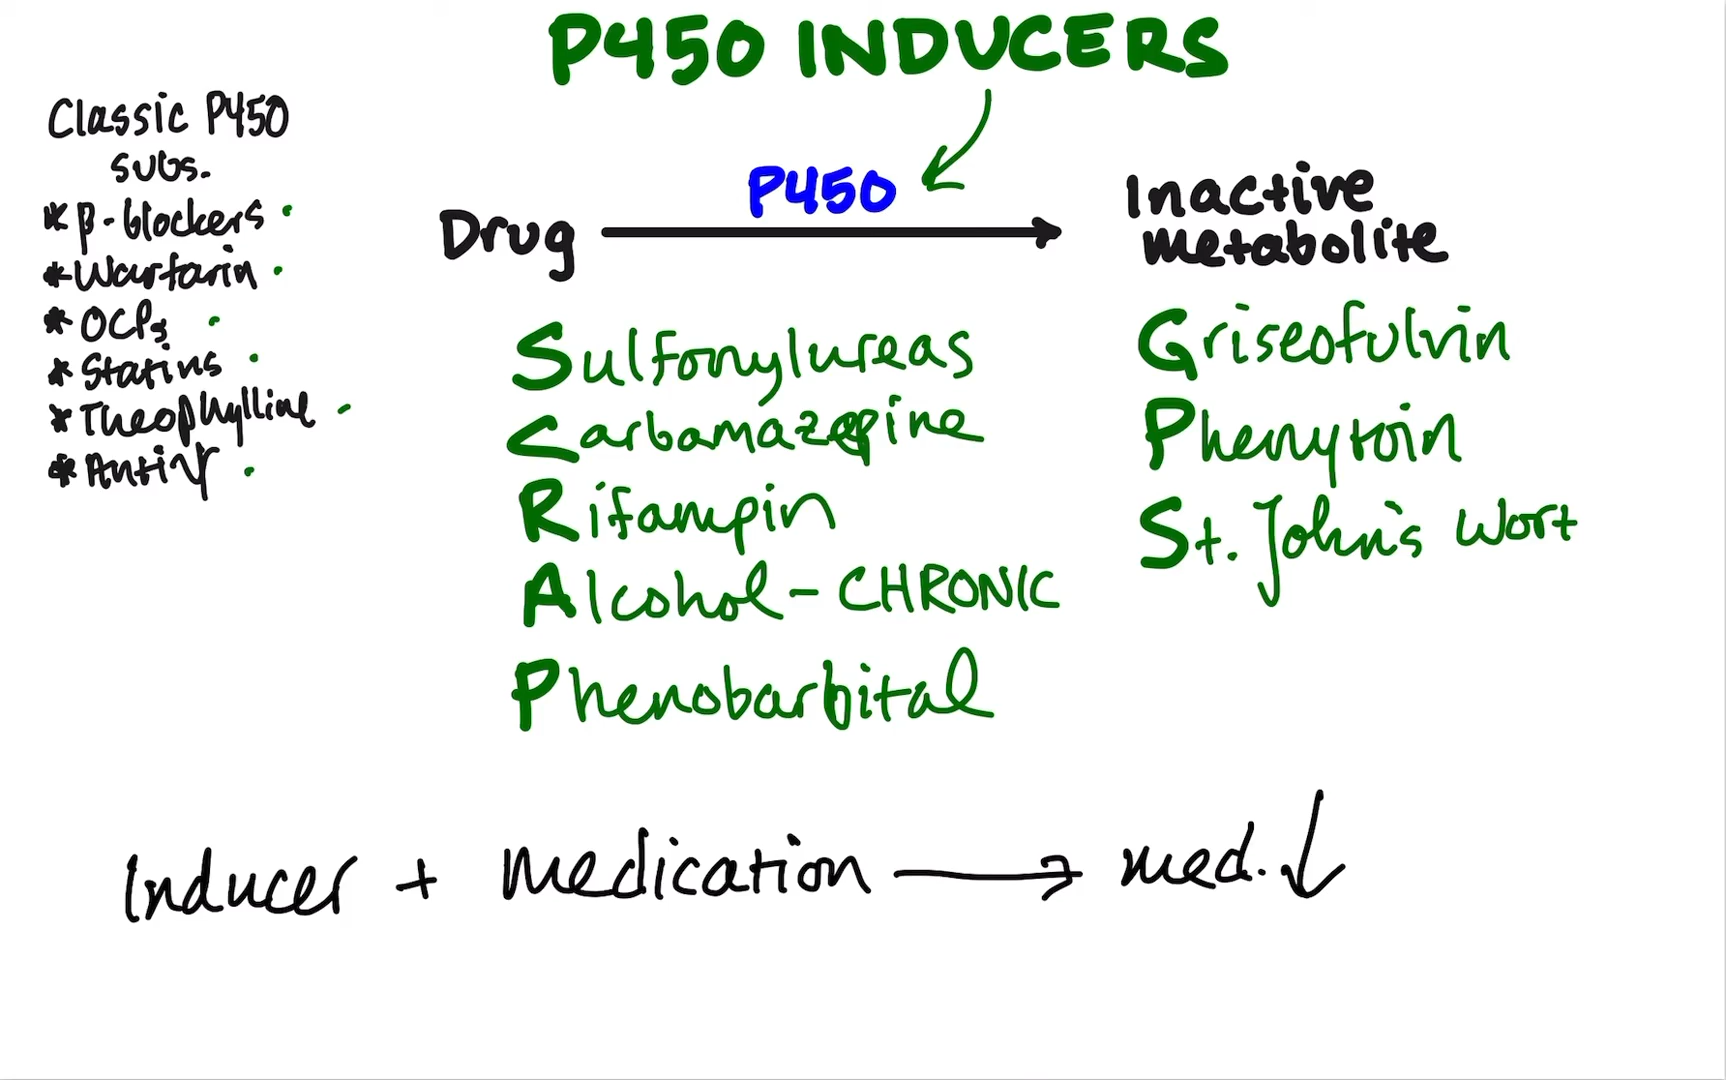 P450 INDUCERS
Classic P450
subs.
* β-blockers
* Warfarin
* OCPs
* Statins
* Theophylline
* Antiψ
P450
Drug
Inactive
metabolite
Sulfonylureas
Carbamazepine
Rifampin
Alcohol - CHRONIC
Phenobarbital
Griseofulvin
Phenytoin
St. John's Wort
Inducer + medication → med. ↓